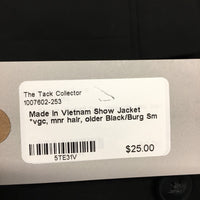 The Tack Collector
1007602-253
Made in Vietnam Show Jacket
*vgc, mnr hair, older Black/Burg Sm
5TE31V
$25.00